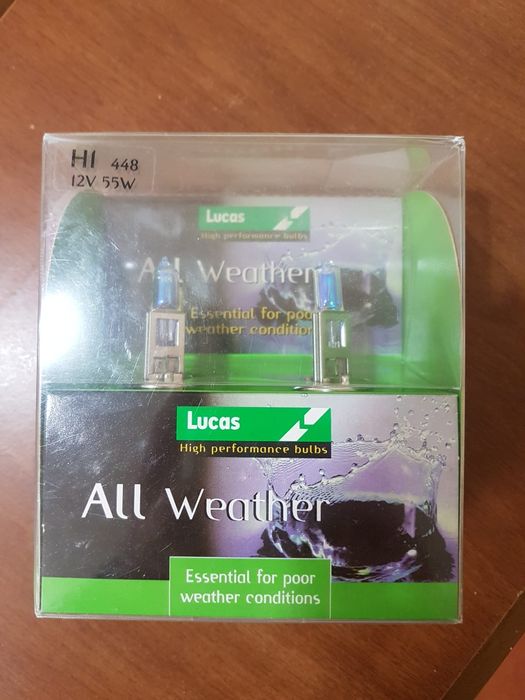 H1 448
12V 55W
Lucas
High performance bulbs
All Weather
Essential for poor
weather conditions
Lucas
High performance bulbs
All Weather
Essential for poor
weather conditions